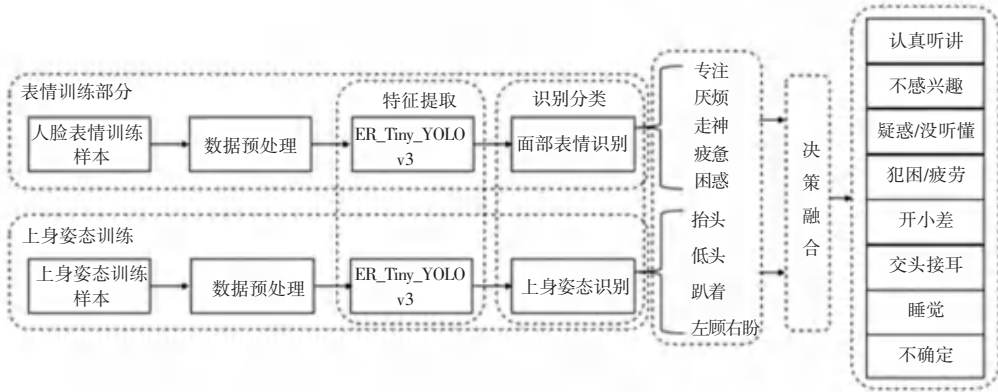 表情训练部分
特征提取
识别分类
人脸表情训练
样本
数据预处理
ER_Tiny_YOLO
v3
面部表情识别
上身姿态训练
上身姿态训练
样本
数据预处理
ER_Tiny_YOLO
v3
上身姿态识别
专注
厌烦
走神
疲惫
困惑
抬头
低头
趴着
左顾右盼
决
策
融
合
认真听讲
不感兴趣
疑惑/没听懂
犯困/疲劳
开小差
交头接耳
睡觉
不确定